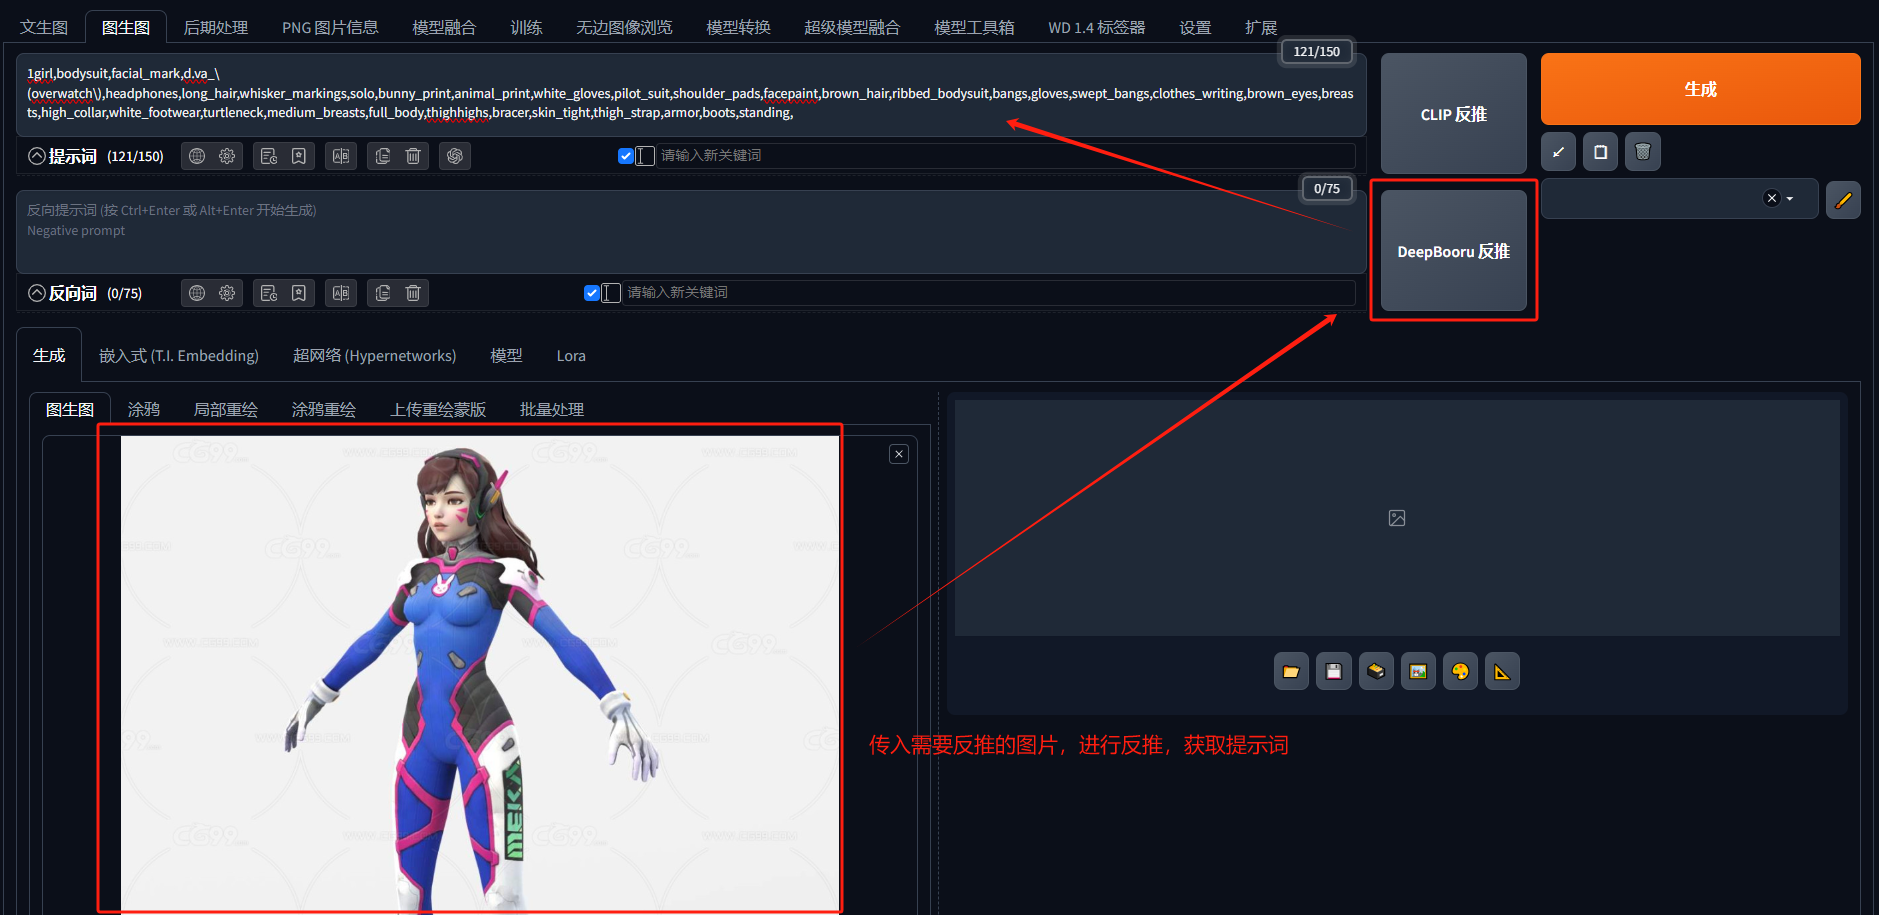 文生图 图生图 后期处理 PNG 图片信息 模型融合 训练 无边图像浏览 模型转换 超级模型融合 模型工具箱 WD 1.4 标签器 设置 扩展
121/150
1girl,bodysuit,facial_mark,d.va_\
(overwatch\),headphones,long_hair,whisker_markings,solo,bunny_print,animal_print,white_gloves,pilot_suit,shoulder_pads,facepaint,brown_hair,ribbed_bodysuit,bangs,gloves,swept_bangs,clothes_writing,brown_eyes,breas
ts,high_collar,white_footwear,turtleneck,medium_breasts,full_body,thighhighs,bracer,skin_tight,thigh_strap,armor,boots,standing,
CLIP 反推
生成
提示词 (121/150)
请输入新关键词
0/75
反向提示词 (按 Ctrl+Enter 或 Alt+Enter 开始生成)
Negative prompt
DeepBooru 反推
反向词 (0/75)
请输入新关键词
生成 嵌入式 (T.I. Embedding) 超网络 (Hypernetworks) 模型 Lora
图生图 涂鸦 局部重绘 涂鸦重绘 上传重绘蒙版 批量处理
CG99
WWW.CG99.COM
MEKA
传入需要反推的图片，进行反推，获取提示词